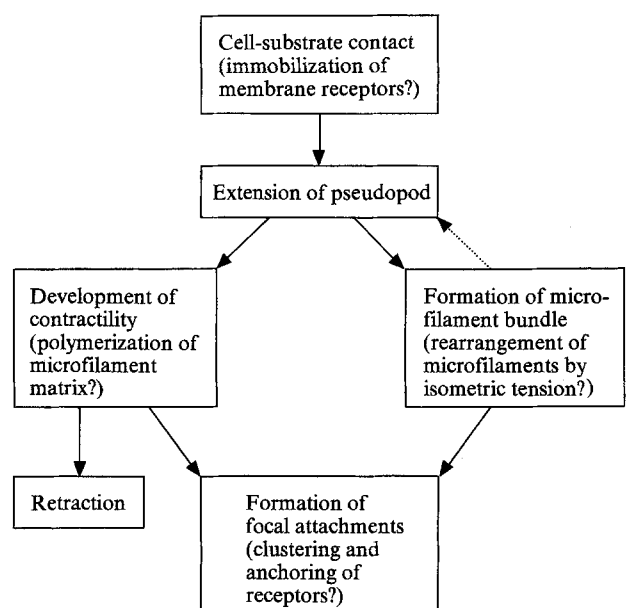 Cell-substrate contact
(immobilization of
membrane receptors?)
Extension of pseudopod
Development of
contractility
(polymerization of
microfilament
matrix?)
Formation of micro-
filament bundle
(rearrangement of
microfilaments by
isometric tension?)
Retraction
Formation of
focal attachments
(clustering and
anchoring of
receptors?)